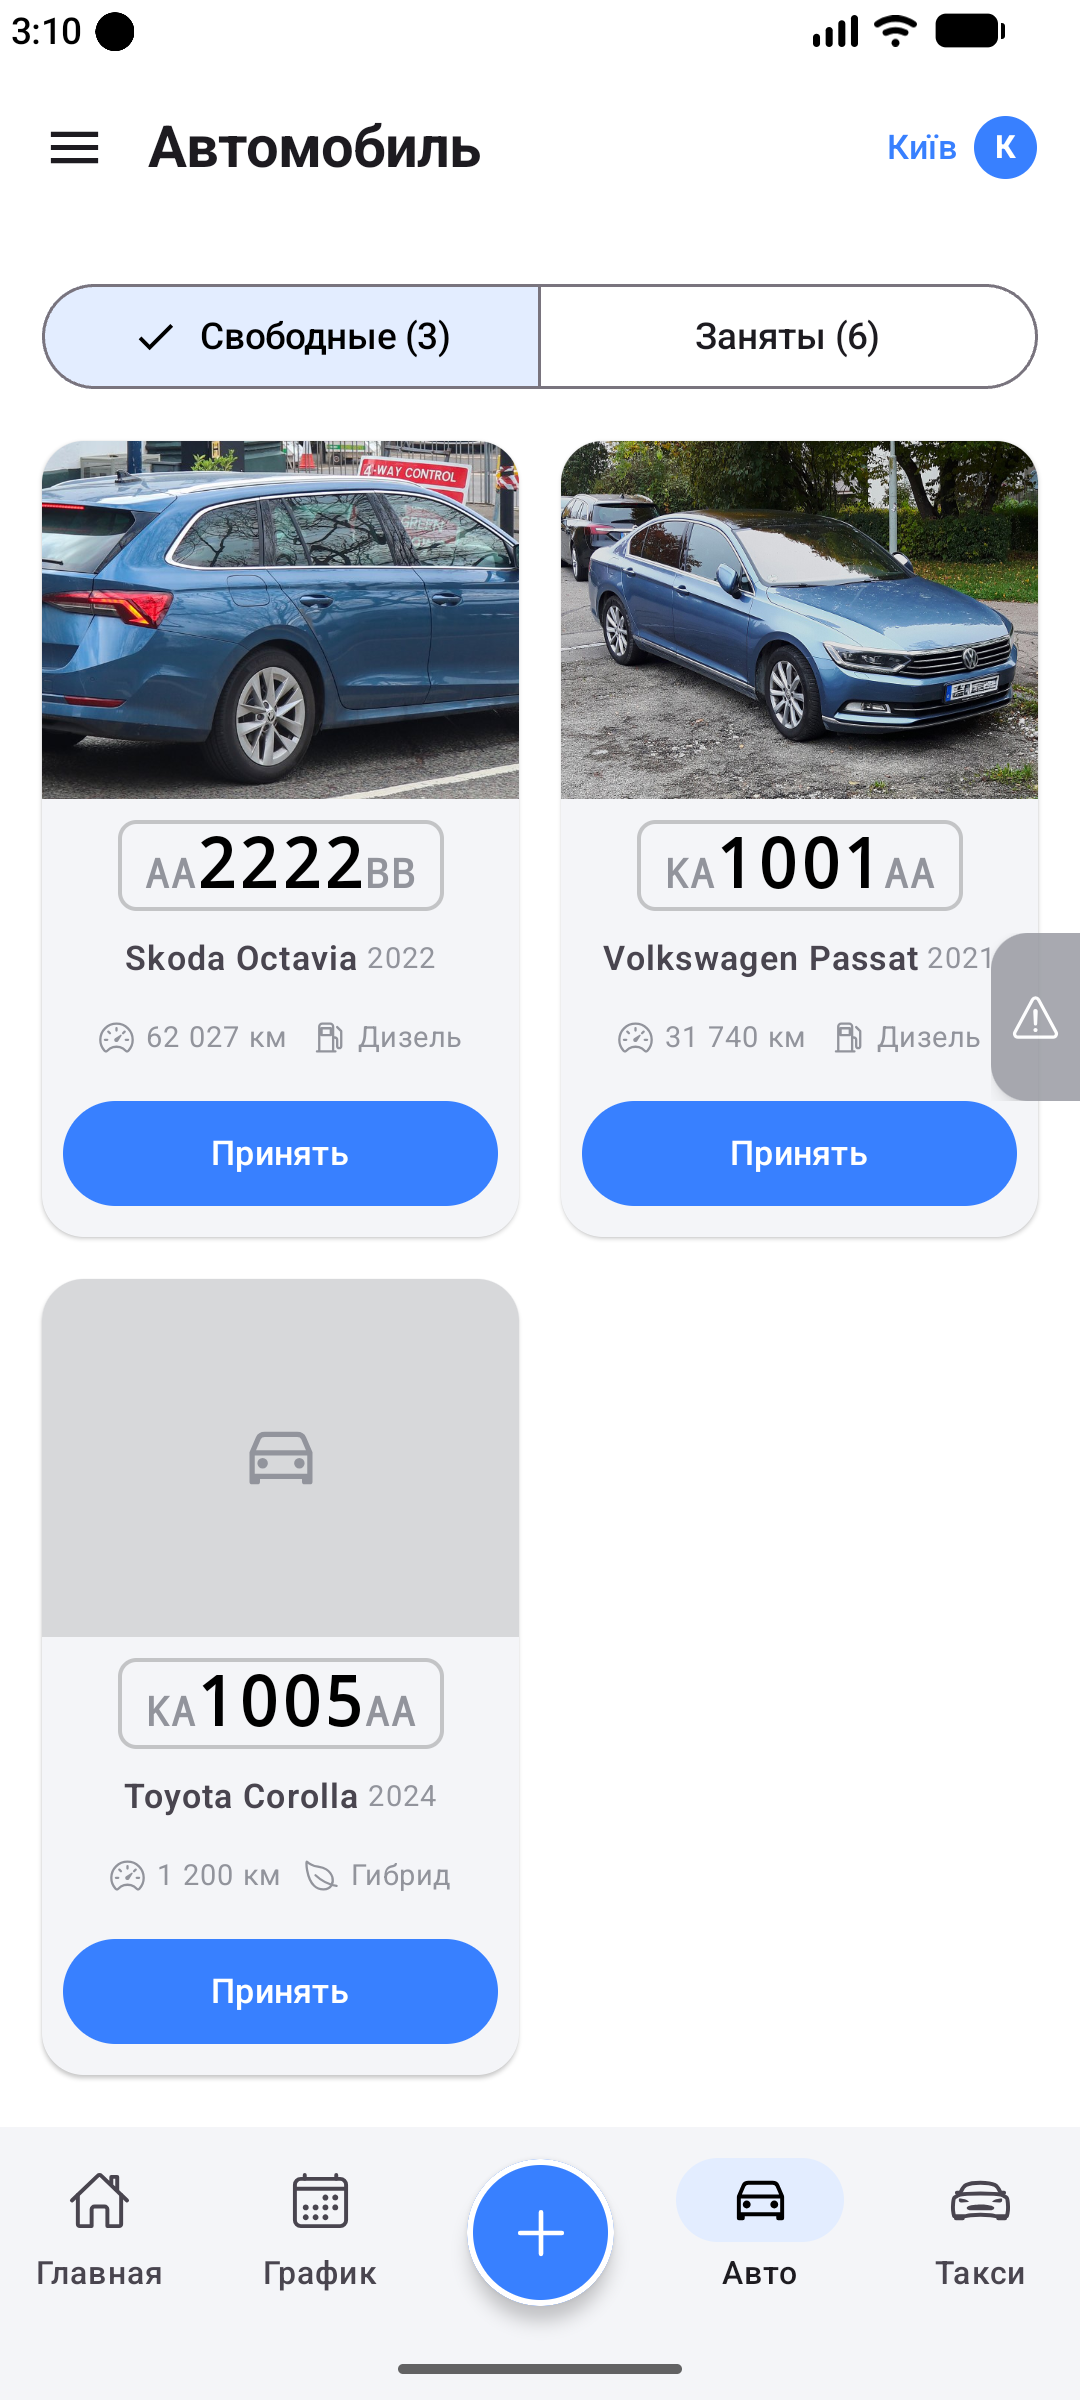 3:10
Автомобиль
Київ K
Свободные (3)
Заняты (6)
4-WAY CONTROL
GREEN
AA2222BB
Skoda Octavia 2022
62 027 км Дизель
Принять
KA1001AA
Volkswagen Passat 2021
31 740 км Дизель
Принять
KA1005AA
Toyota Corolla 2024
1 200 км Гибрид
Принять
Главная
График
Авто
Такси